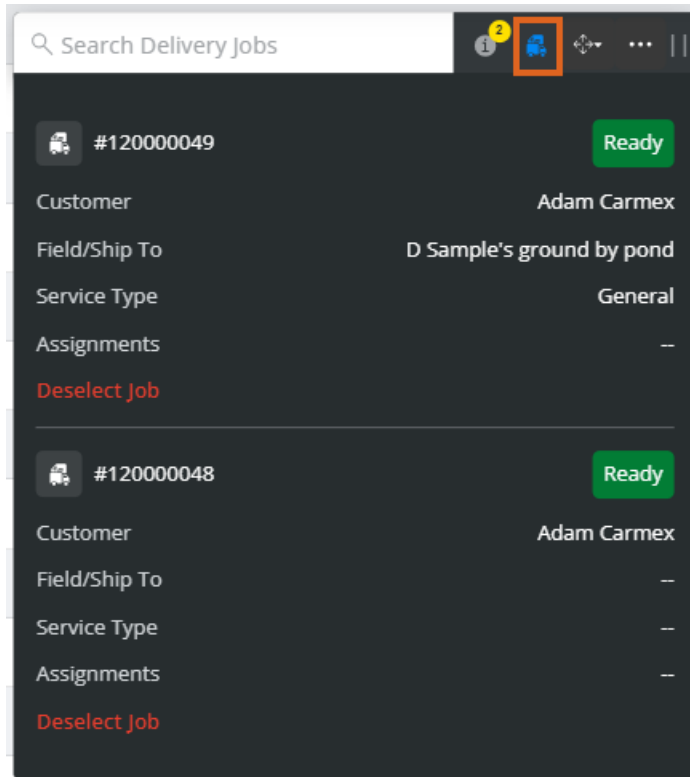 Search Delivery Jobs
2
#120000049 Ready
Customer Adam Carmex
Field/Ship To D Sample's ground by pond
Service Type General
Assignments --
Deselect Job
#120000048 Ready
Customer Adam Carmex
Field/Ship To --
Service Type --
Assignments --
Deselect Job